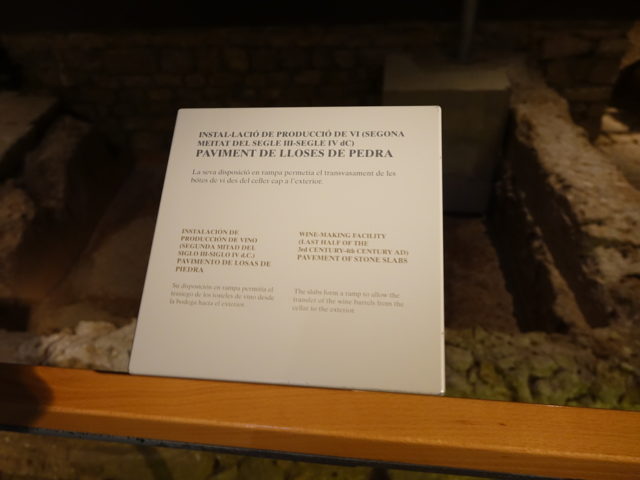 INSTAL·LACIÓ DE PRODUCCIÓ DE VI (SEGONA
MEITAT DEL SEGLE III-SEGLE IV dC)
PAVIMENT DE LLOSES DE PEDRA
La seva disposició en rampa permetia el transvasament de les
bótes de vi des del celler cap a l'exterior.
INSTALACIÓN DE
PRODUCCIÓN DE VINO
(SEGUNDA MITAD DEL
SIGLO III-SIGLO IV d.C.)
PAVIMENTO DE LOSAS DE
PIEDRA
Su disposición en rampa permitía el
trasiego de los toneles de vino desde
la bodega hacia el exterior.
WINE-MAKING FACILITY
(LAST HALF OF THE
3rd CENTURY-4th CENTURY AD)
PAVEMENT OF STONE SLABS
The slabs form a ramp to allow the
transfer of the wine barrels from the
cellar to the exterior.